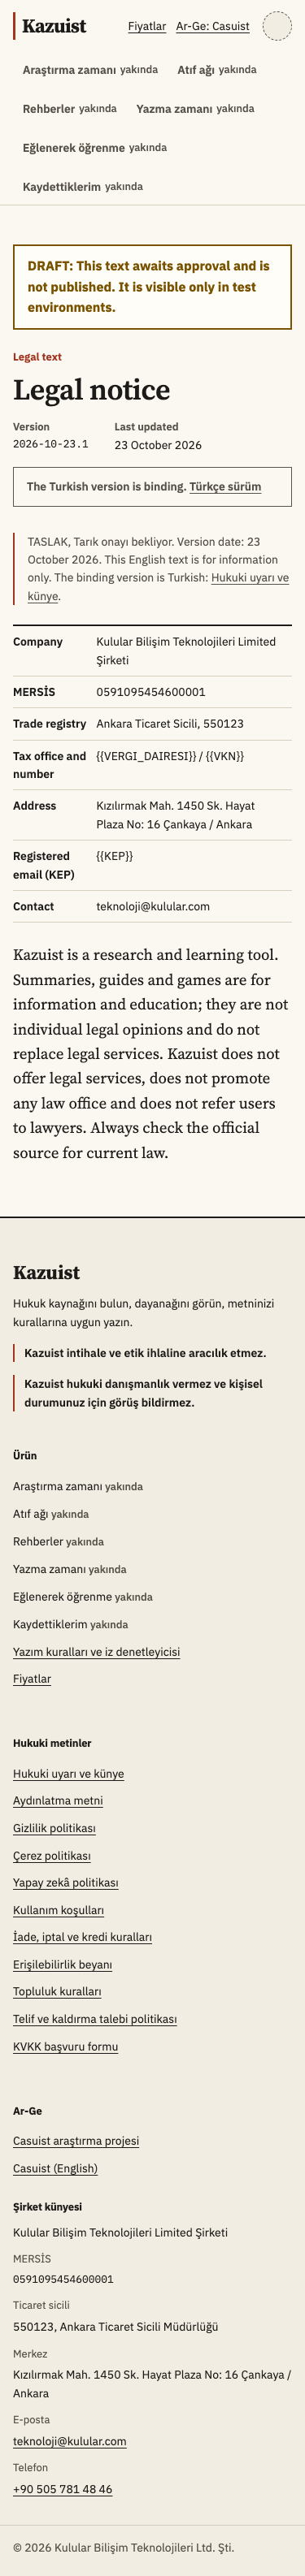 Kazuist
Fiyatlar Ar-Ge: Casuist
Araştırma zamanı yakında Atıf ağı yakında
Rehberler yakında Yazma zamanı yakında
Eğlenerek öğrenme yakında
Kaydettiklerim yakında
DRAFT: This text awaits approval and is
not published. It is visible only in test
environments.
Legal text
Legal notice
Version Last updated
2026-10-23.1 23 October 2026
The Turkish version is binding. Türkçe sürüm
TASLAK, Tarık onayı bekliyor. Version date: 23
October 2026. This English text is for information
only. The binding version is Turkish: Hukuki uyarı ve
künye.
Company Kulular Bilişim Teknolojileri Limited
Şirketi
MERSİS 0591095454600001
Trade registry Ankara Ticaret Sicili, 550123
Tax office and {{VERGI_DAIRESI}} / {{VKN}}
number
Address Kızılırmak Mah. 1450 Sk. Hayat
Plaza No: 16 Çankaya / Ankara
Registered {{KEP}}
email (KEP)
Contact teknoloji@kulular.com
Kazuist is a research and learning tool.
Summaries, guides and games are for
information and education; they are not
individual legal opinions and do not
replace legal services. Kazuist does not
offer legal services, does not promote
any law office and does not refer users
to lawyers. Always check the official
source for current law.
Kazuist
Hukuk kaynağını bulun, dayanağını görün, metninizi
kurallarına uygun yazın.
Kazuist intihale ve etik ihlaline aracılık etmez.
Kazuist hukuki danışmanlık vermez ve kişisel
durumunuz için görüş bildirmez.
Ürün
Araştırma zamanı yakında
Atıf ağı yakında
Rehberler yakında
Yazma zamanı yakında
Eğlenerek öğrenme yakında
Kaydettiklerim yakında
Yazım kuralları ve iz denetleyicisi
Fiyatlar
Hukuki metinler
Hukuki uyarı ve künye
Aydınlatma metni
Gizlilik politikası
Çerez politikası
Yapay zekâ politikası
Kullanım koşulları
İade, iptal ve kredi kuralları
Erişilebilirlik beyanı
Topluluk kuralları
Telif ve kaldırma talebi politikası
KVKK başvuru formu
Ar-Ge
Casuist araştırma projesi
Casuist (English)
Şirket künyesi
Kulular Bilişim Teknolojileri Limited Şirketi
MERSİS
0591095454600001
Ticaret sicili
550123, Ankara Ticaret Sicili Müdürlüğü
Merkez
Kızılırmak Mah. 1450 Sk. Hayat Plaza No: 16 Çankaya /
Ankara
E-posta
teknoloji@kulular.com
Telefon
+90 505 781 48 46
© 2026 Kulular Bilişim Teknolojileri Ltd. Şti.